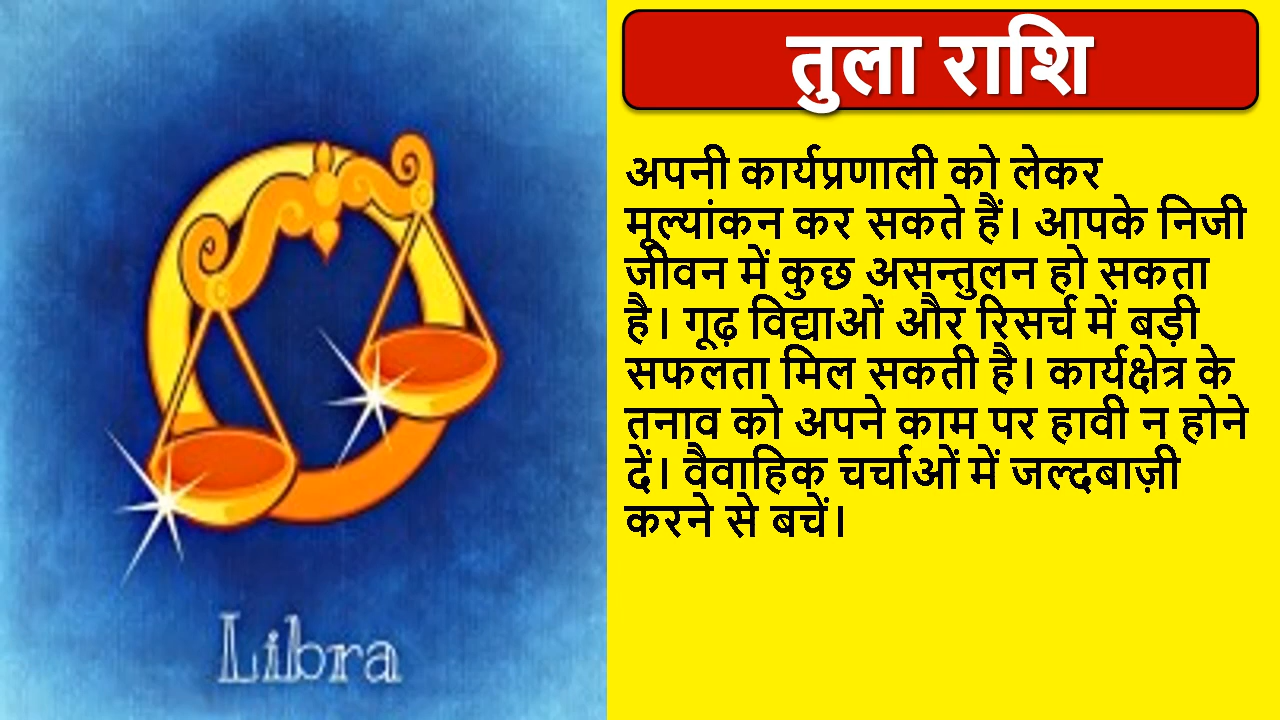 तुला राशि
अपनी कार्यप्रणाली को लेकर
मूल्यांकन कर सकते हैं। आपके निजी
जीवन में कुछ असन्तुलन हो सकता
है। गूढ़ विद्याओं और रिसर्च में बड़ी
सफलता मिल सकती है। कार्यक्षेत्र के
तनाव को अपने काम पर हावी न होने
दें। वैवाहिक चर्चाओं में जल्दबाज़ी
करने से बचें।
Libra